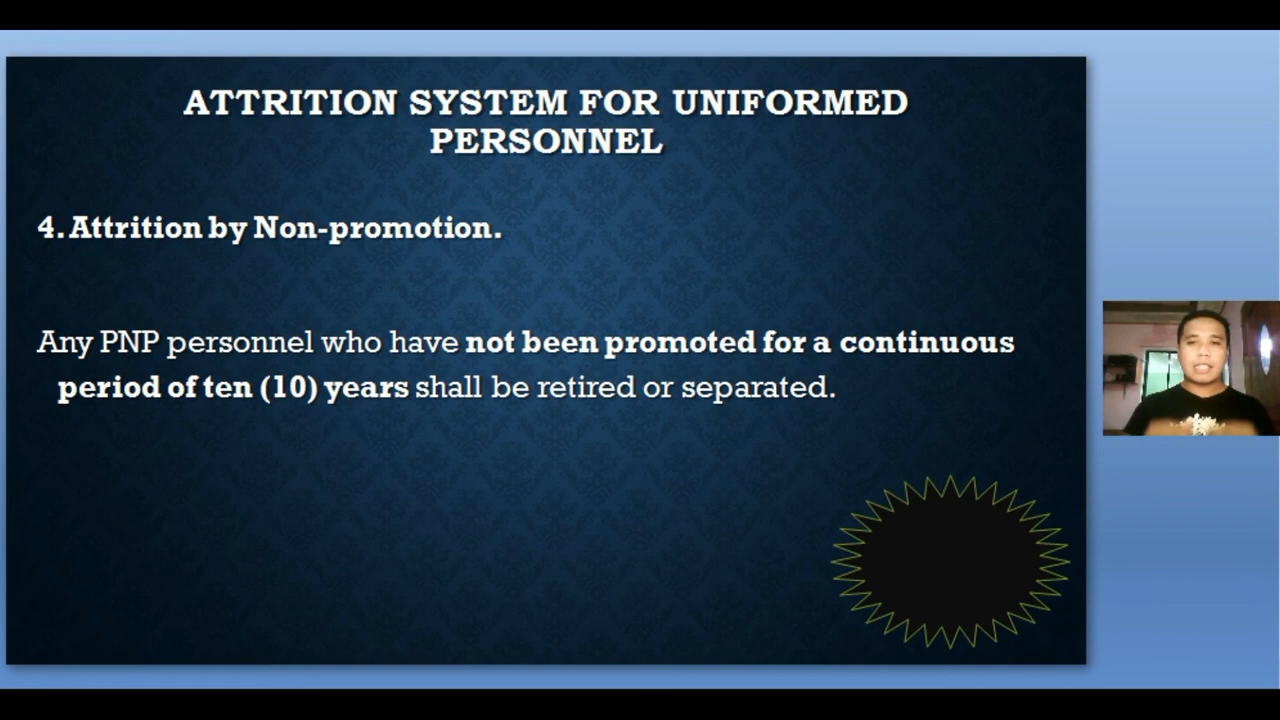 ATTRITION SYSTEM FOR UNIFORMED
PERSONNEL
4. Attrition by Non-promotion.
Any PNP personnel who have not been promoted for a continuous
period of ten (10) years shall be retired or separated.